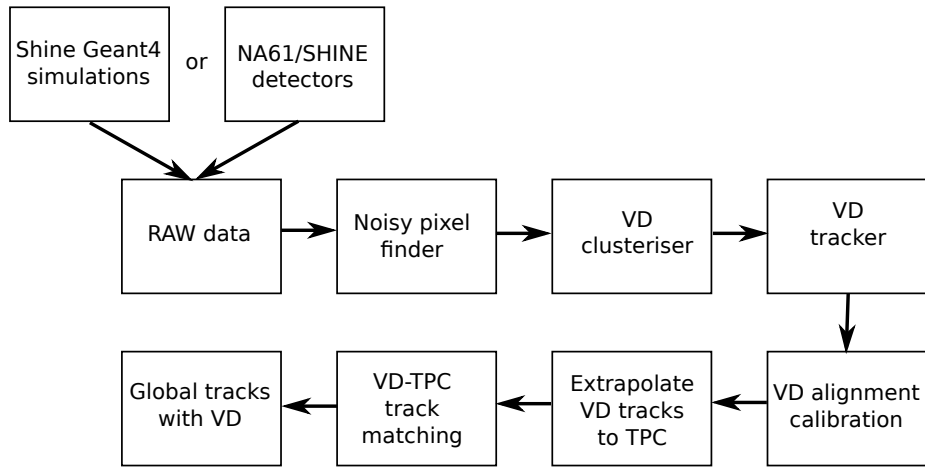 Shine Geant4
simulations
or
NA61/SHINE
detectors
RAW data
Noisy pixel
finder
VD
clusteriser
VD
tracker
Global tracks
with VD
VD-TPC
track
matching
Extrapolate
VD tracks
to TPC
VD alignment
calibration